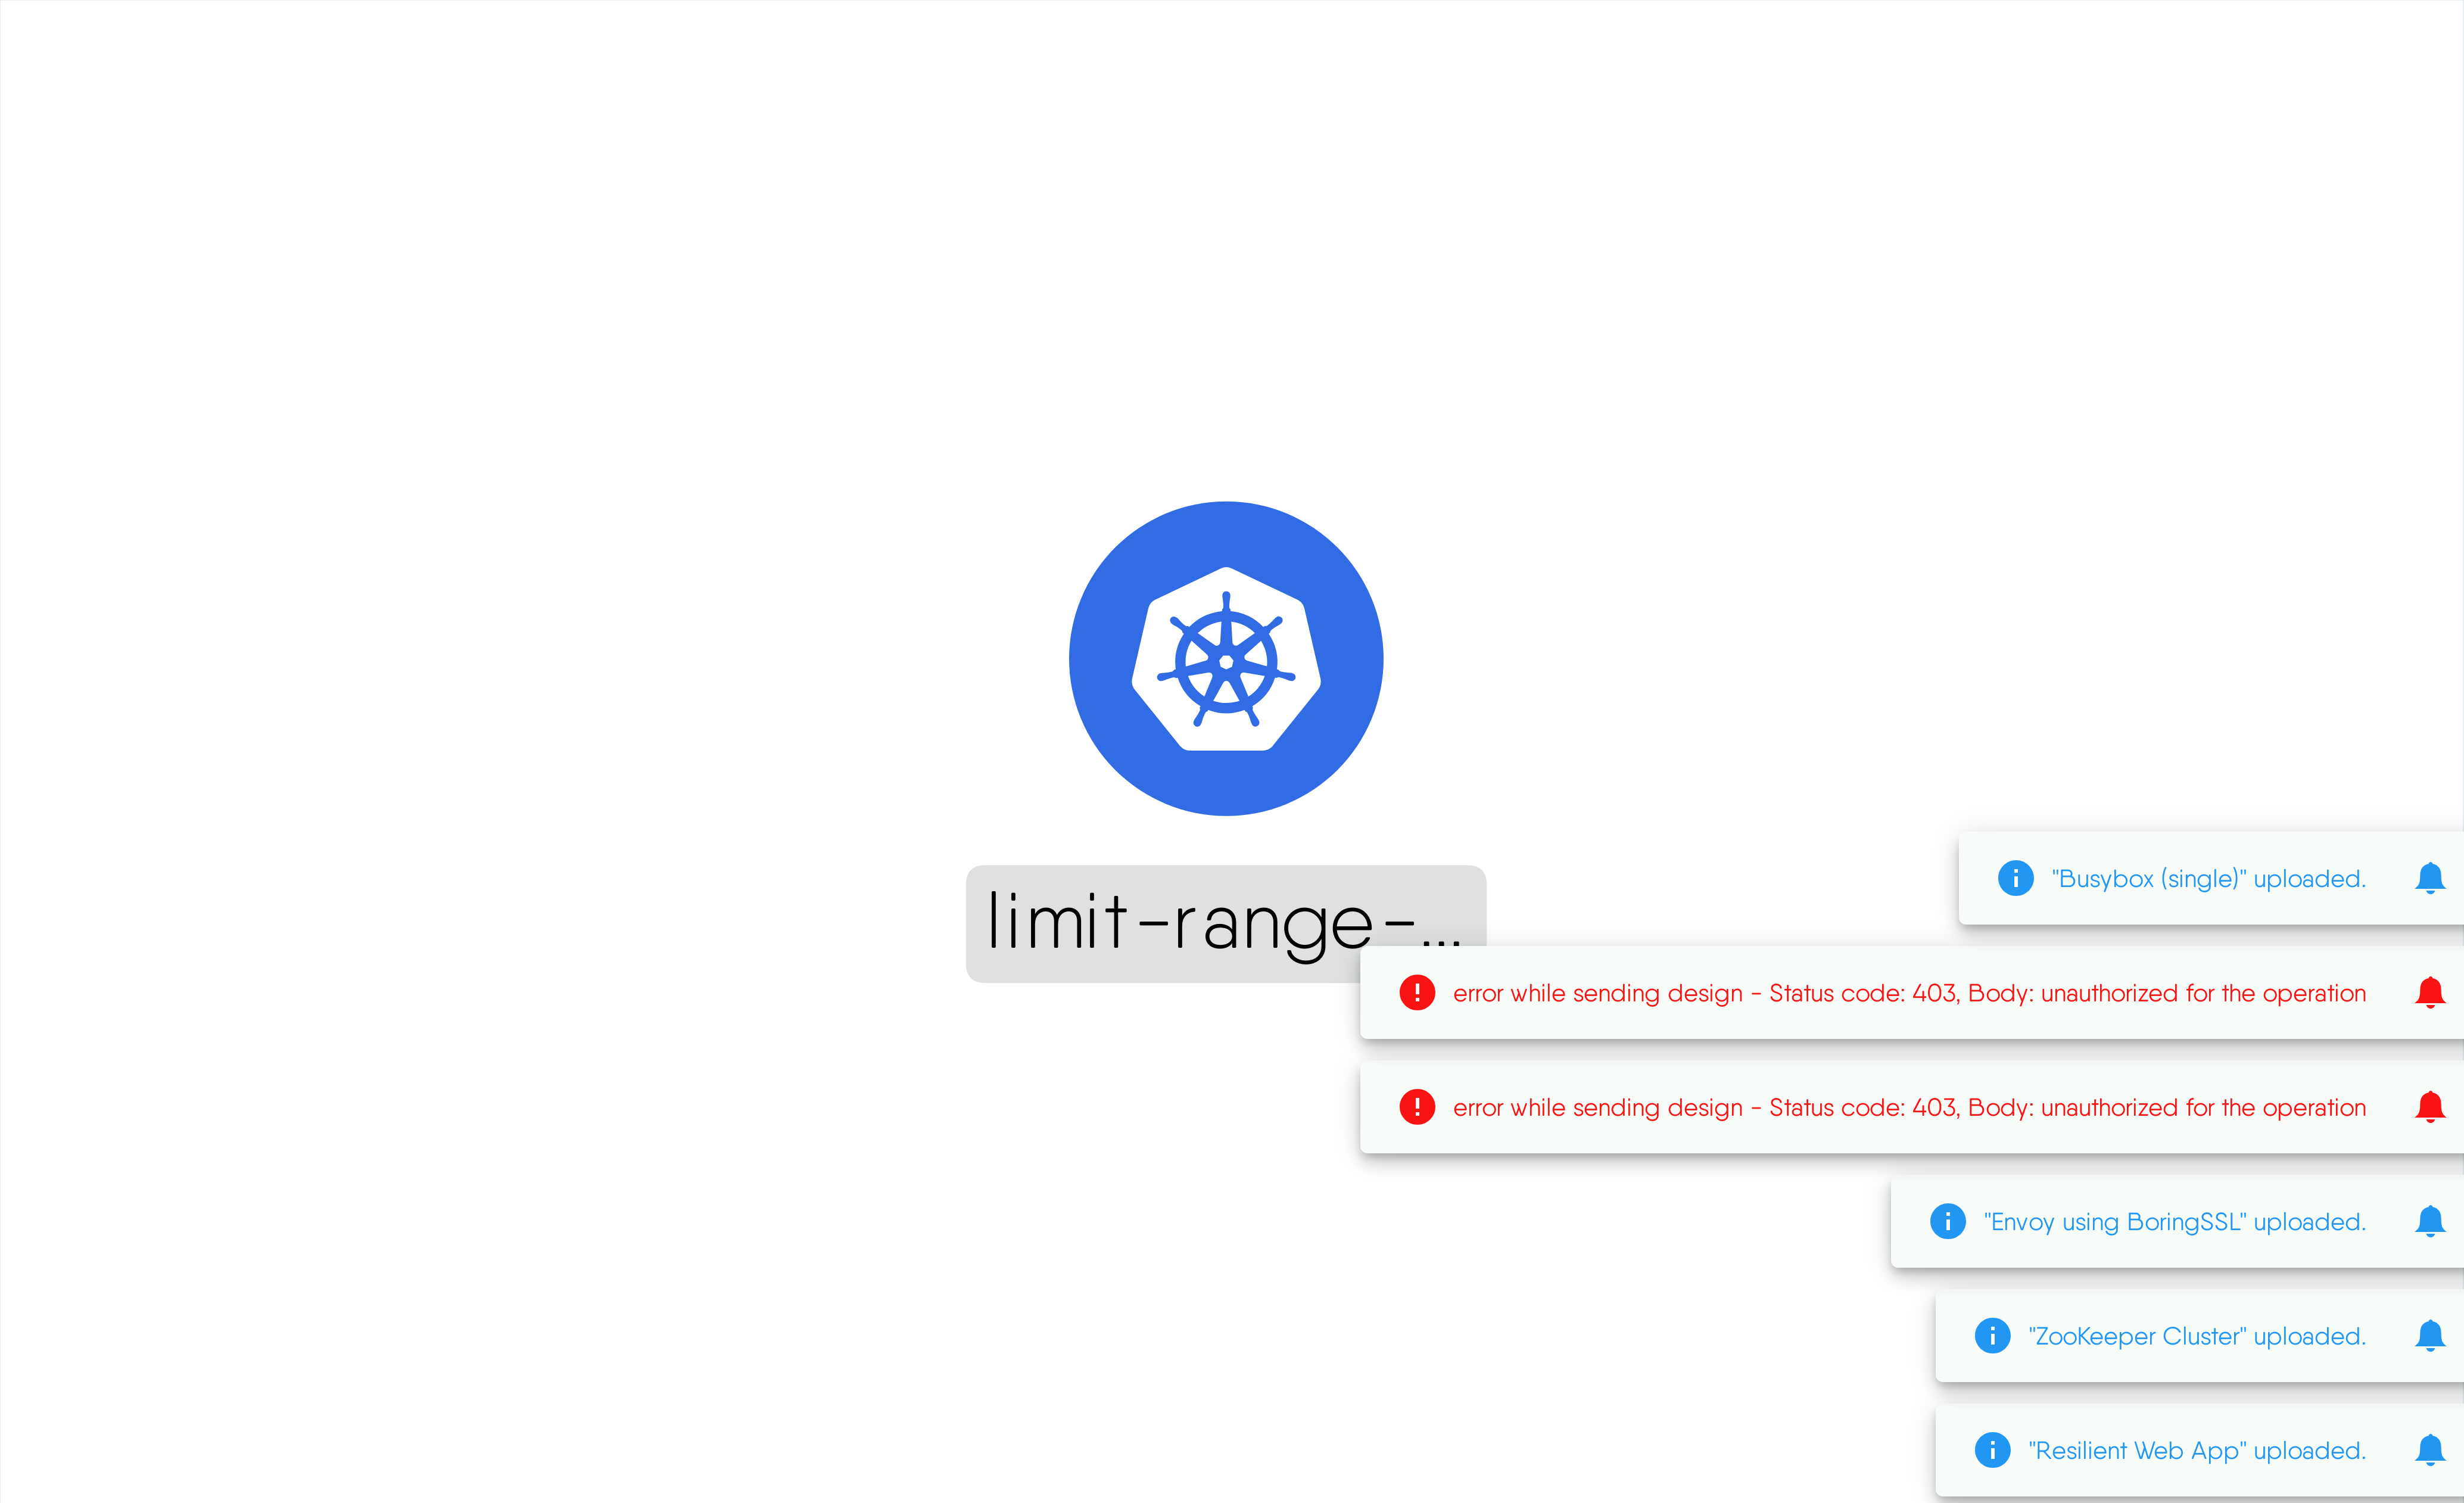 "Busybox (single)" uploaded.
limit-range-...
error while sending design - Status code: 403, Body: unauthorized for the operation
error while sending design - Status code: 403, Body: unauthorized for the operation
"Envoy using BoringSSL" uploaded.
"ZooKeeper Cluster" uploaded.
"Resilient Web App" uploaded.